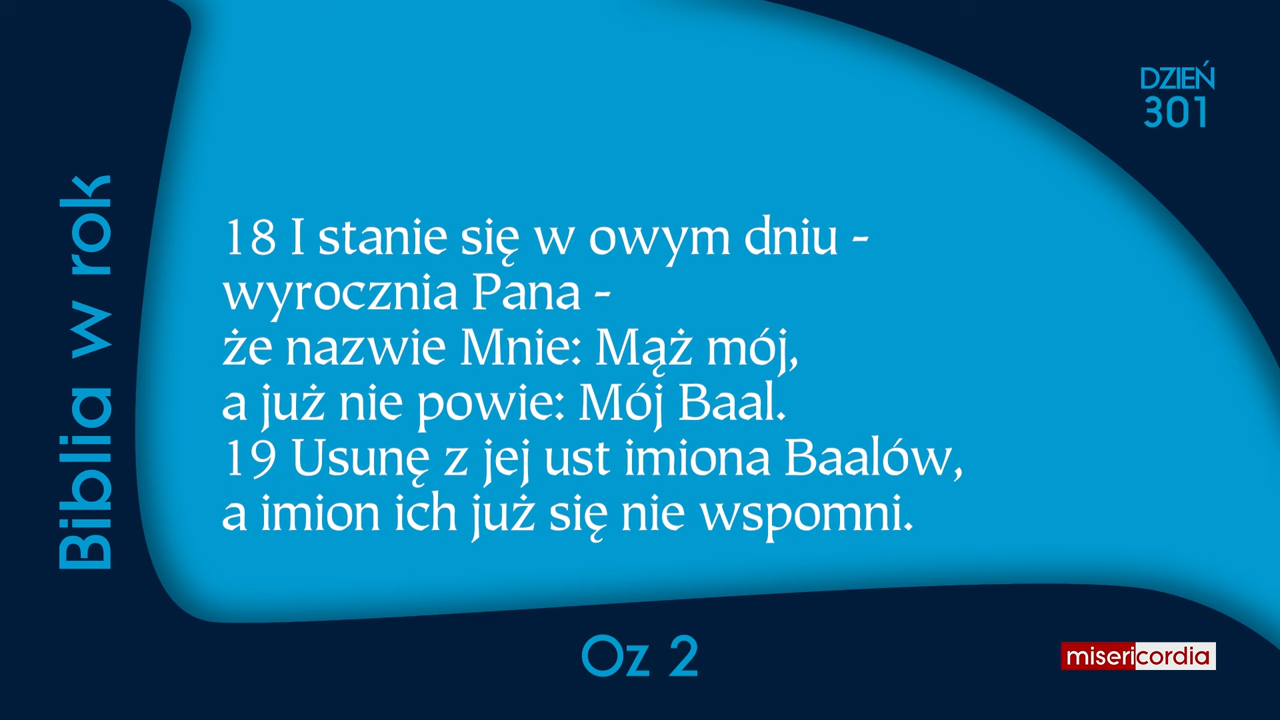 DZIEŃ
301
Biblia w rok
18 I stanie się w owym dniu -
wyrocznia Pana -
że nazwie Mnie: Mąż mój,
a już nie powie: Mój Baal.
19 Usunę z jej ust imiona Baalów,
a imion ich już się nie wspomni.
Oz 2
misericordia